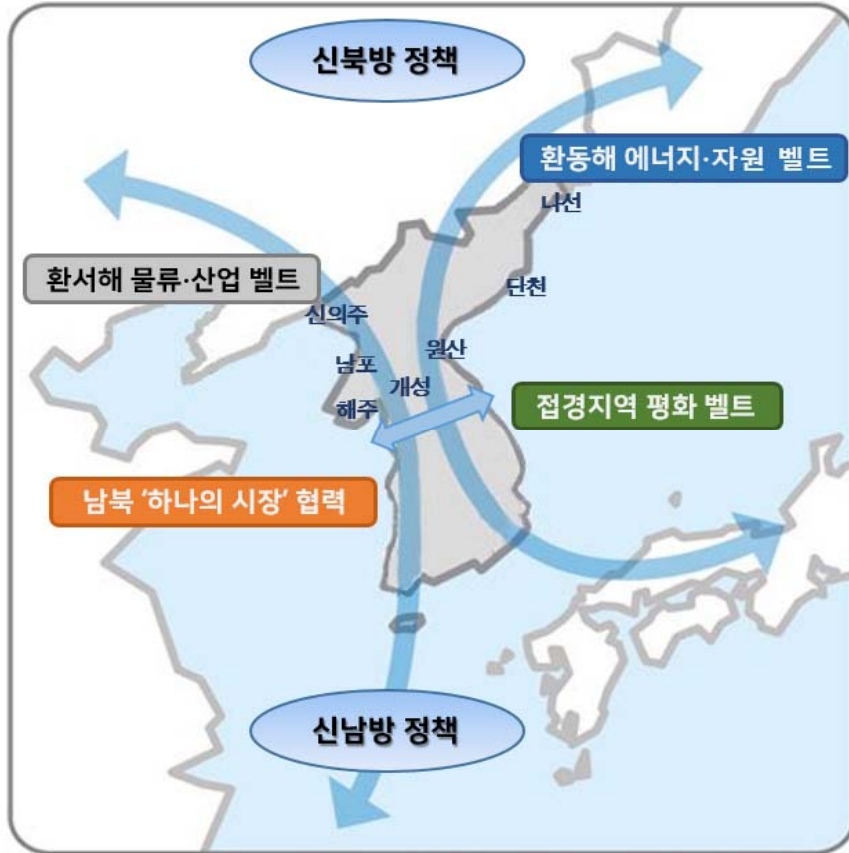 신북방 정책
환동해 에너지·자원 벨트
나선
환서해 물류·산업 벨트
단천
신의주
원산
남포
개성
해주
접경지역 평화 벨트
남북 ‘하나의 시장’ 협력
신남방 정책